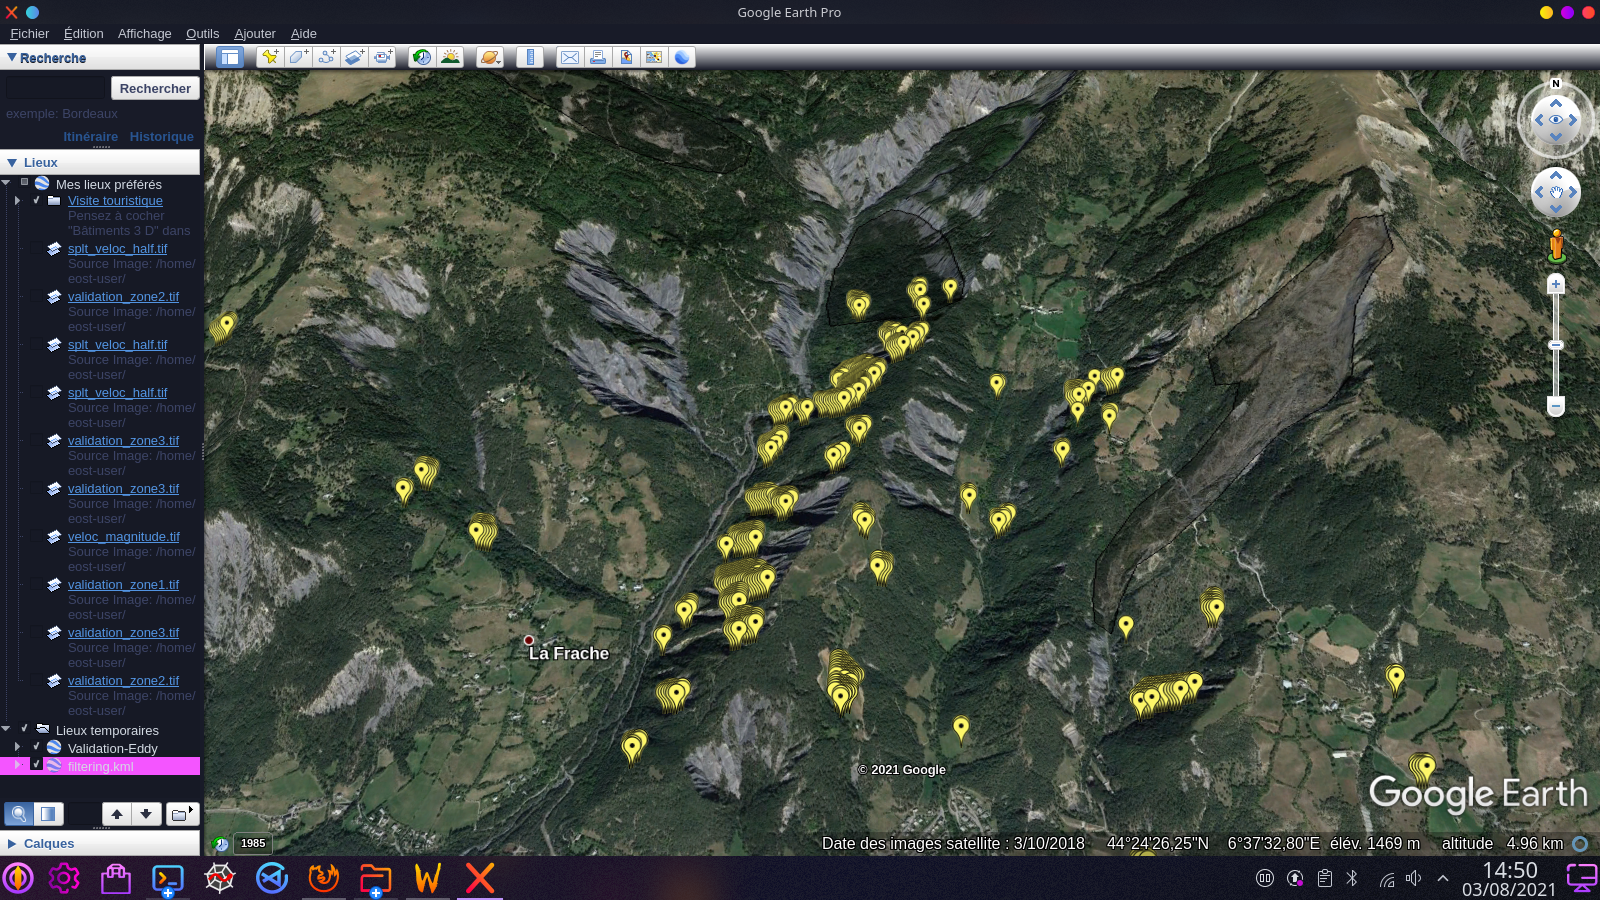 Google Earth Pro
Fichier Édition Affichage Outils Ajouter Aide
Recherche
Rechercher
exemple: Bordeaux
Itinéraire Historique
Lieux
Mes lieux préférés
Visite touristique
Pensez à cocher
"Bâtiments 3 D" dans
splt_veloc_half.tif
Source Image: /home/
eost-user/
validation_zone2.tif
Source Image: /home/
eost-user/
splt_veloc_half.tif
Source Image: /home/
eost-user/
splt_veloc_half.tif
Source Image: /home/
eost-user/
validation_zone3.tif
Source Image: /home/
eost-user/
validation_zone3.tif
Source Image: /home/
eost-user/
veloc_magnitude.tif
Source Image: /home/
eost-user/
validation_zone1.tif
Source Image: /home/
eost-user/
validation_zone3.tif
Source Image: /home/
eost-user/
validation_zone2.tif
Source Image: /home/
eost-user/
Lieux temporaires
Validation-Eddy
filtering.kml
Calques
N
La Frache
© 2021 Google
Google Earth
1985
Date des images satellite : 3/10/2018 44°24'26,25"N 6°37'32,80"E élév. 1469 m altitude 4.96 km
14:50
03/08/2021